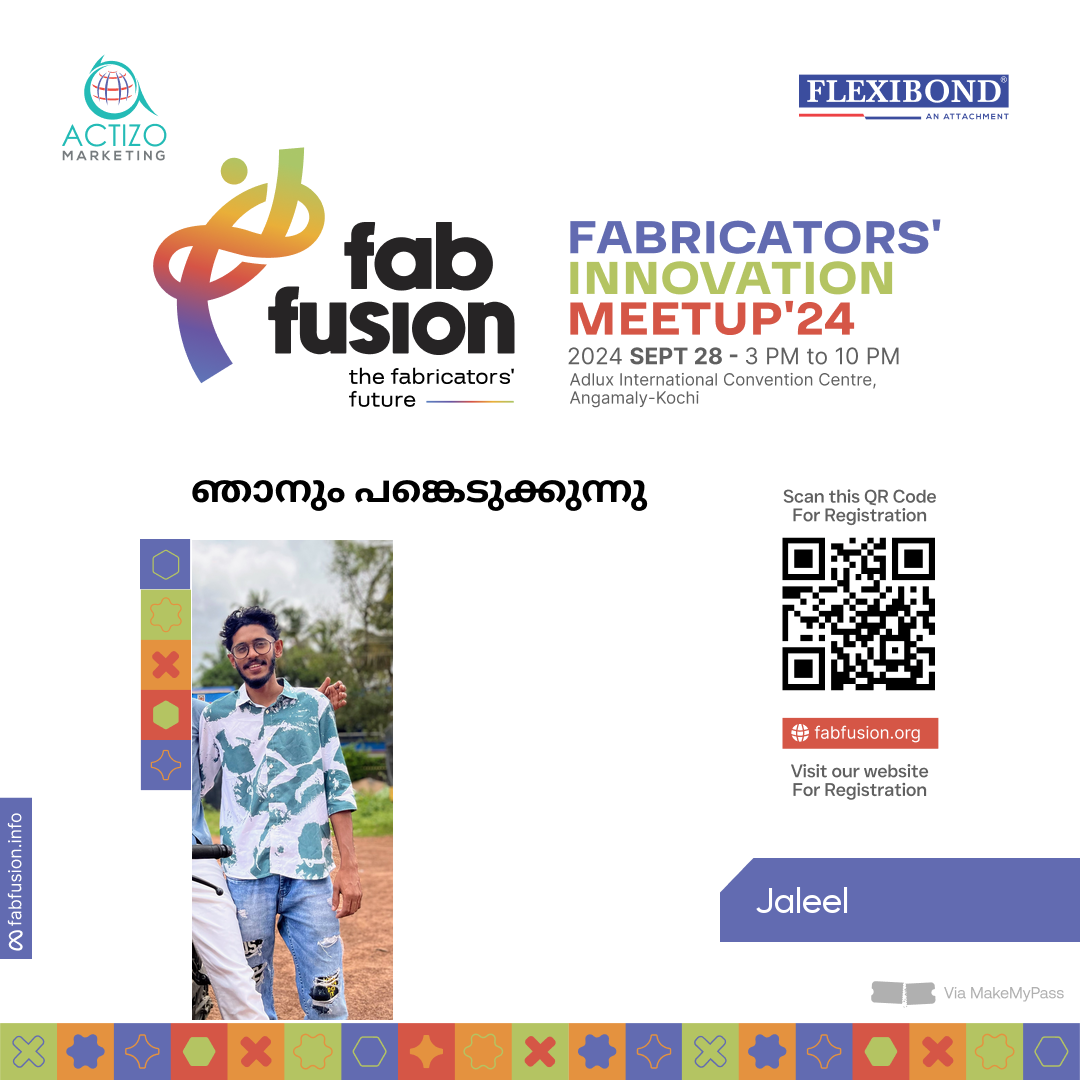 ACTIZO
MARKETING
FLEXIBOND®
AN ATTACHMENT
fab
fusion
the fabricators'
future
FABRICATORS'
INNOVATION
MEETUP'24
2024 SEPT 28 - 3 PM to 10 PM
Adlux International Convention Centre,
Angamaly-Kochi
ഞാനും പങ്കെടുക്കുന്നു
Scan this QR Code
For Registration
fabfusion.org
Visit our website
For Registration
fabfusion.info
Jaleel
Via MakeMyPass